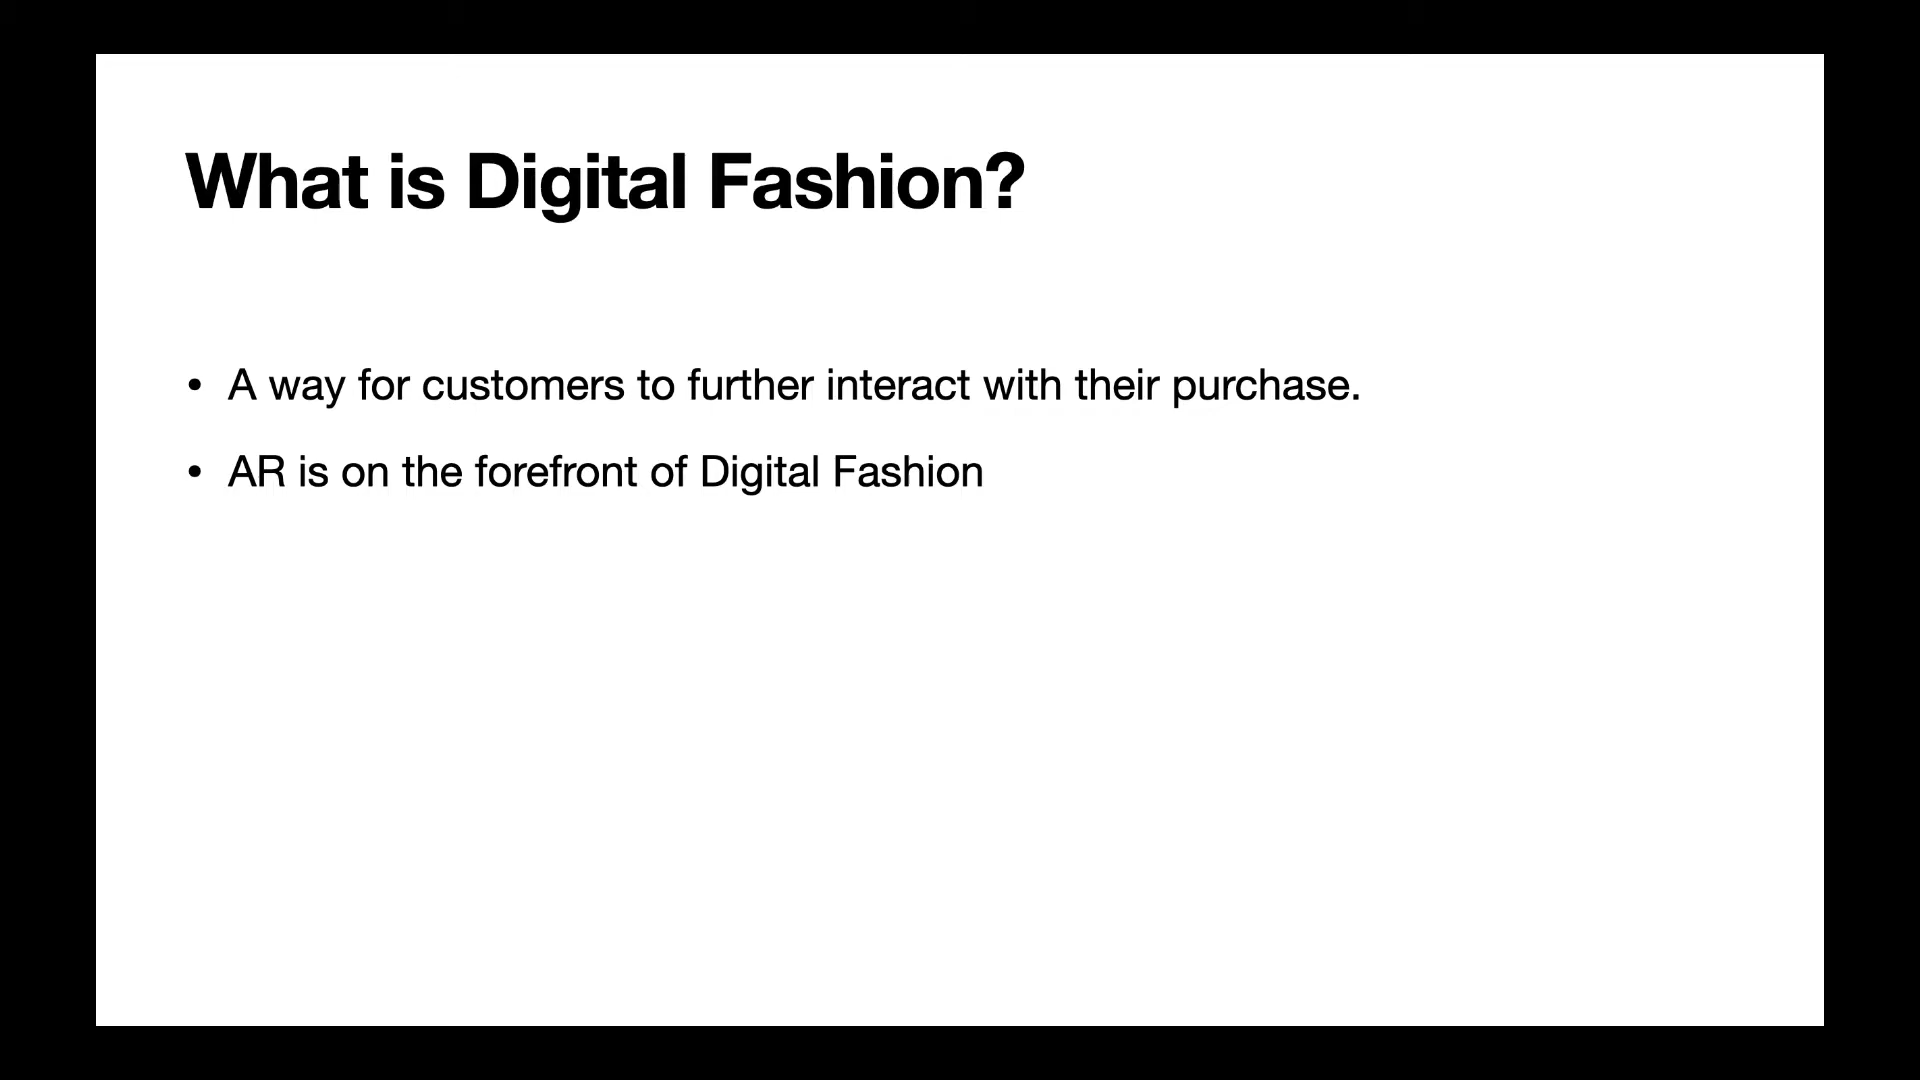 What is Digital Fashion?
• A way for customers to further interact with their purchase.
• AR is on the forefront of Digital Fashion